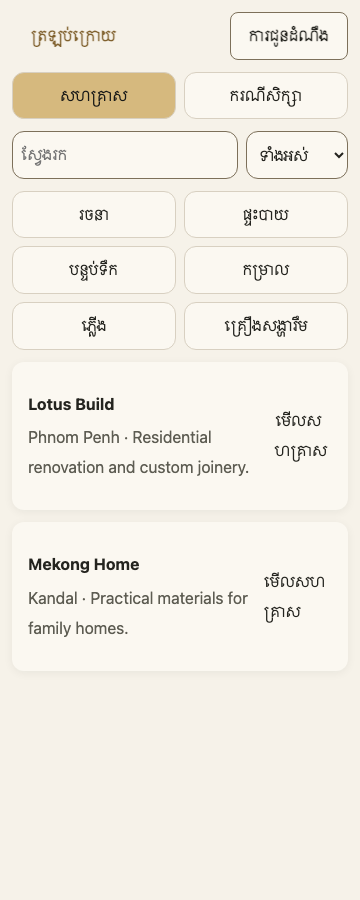 ត្រឡប់ក្រោយ
ការជូនដំណឹង
សហគ្រាស
ករណីសិក្សា
ស្វែងរក
ទាំងអស់
រចនា
ផ្ទះបាយ
បន្ទប់ទឹក
កម្រាល
ភ្លើង
គ្រឿងសង្ហារឹម
Lotus Build
Phnom Penh · Residential
renovation and custom joinery.
មើលស
ហគ្រាស
Mekong Home
Kandal · Practical materials for
family homes.
មើលសហ
គ្រាស